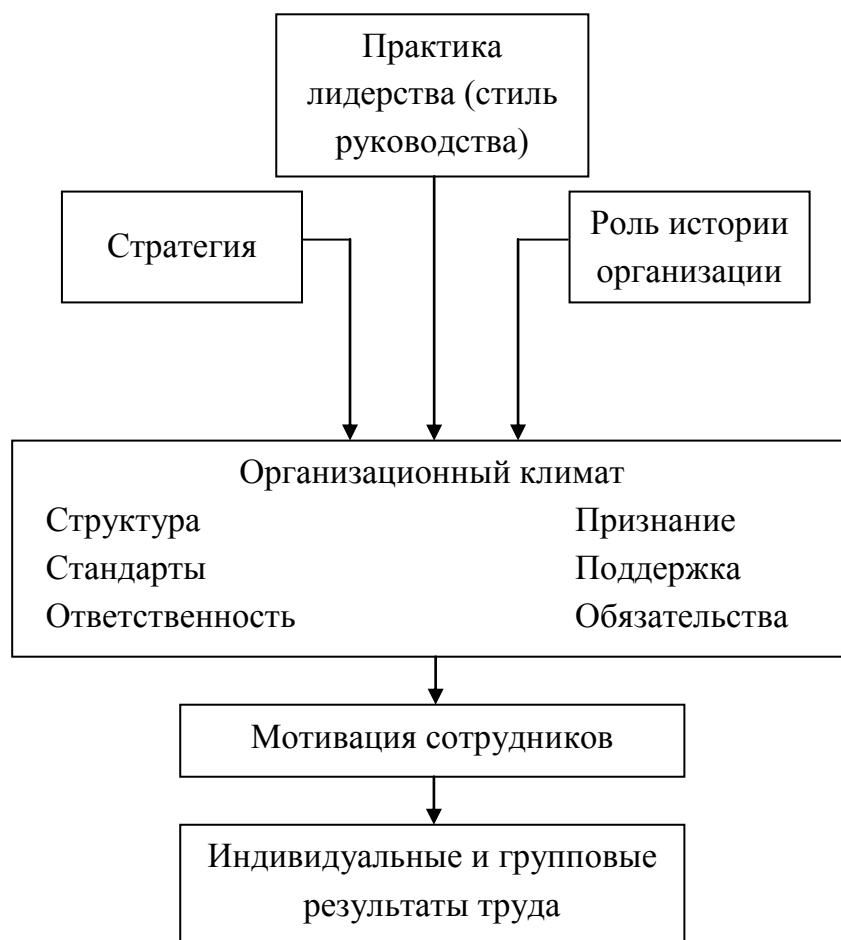 Практика
лидерства (стиль
руководства)
Стратегия
Роль истории
организации
Организационный климат
Структура
Признание
Стандарты
Поддержка
Ответственность
Обязательства
Мотивация сотрудников
Индивидуальные и групповые
результаты труда